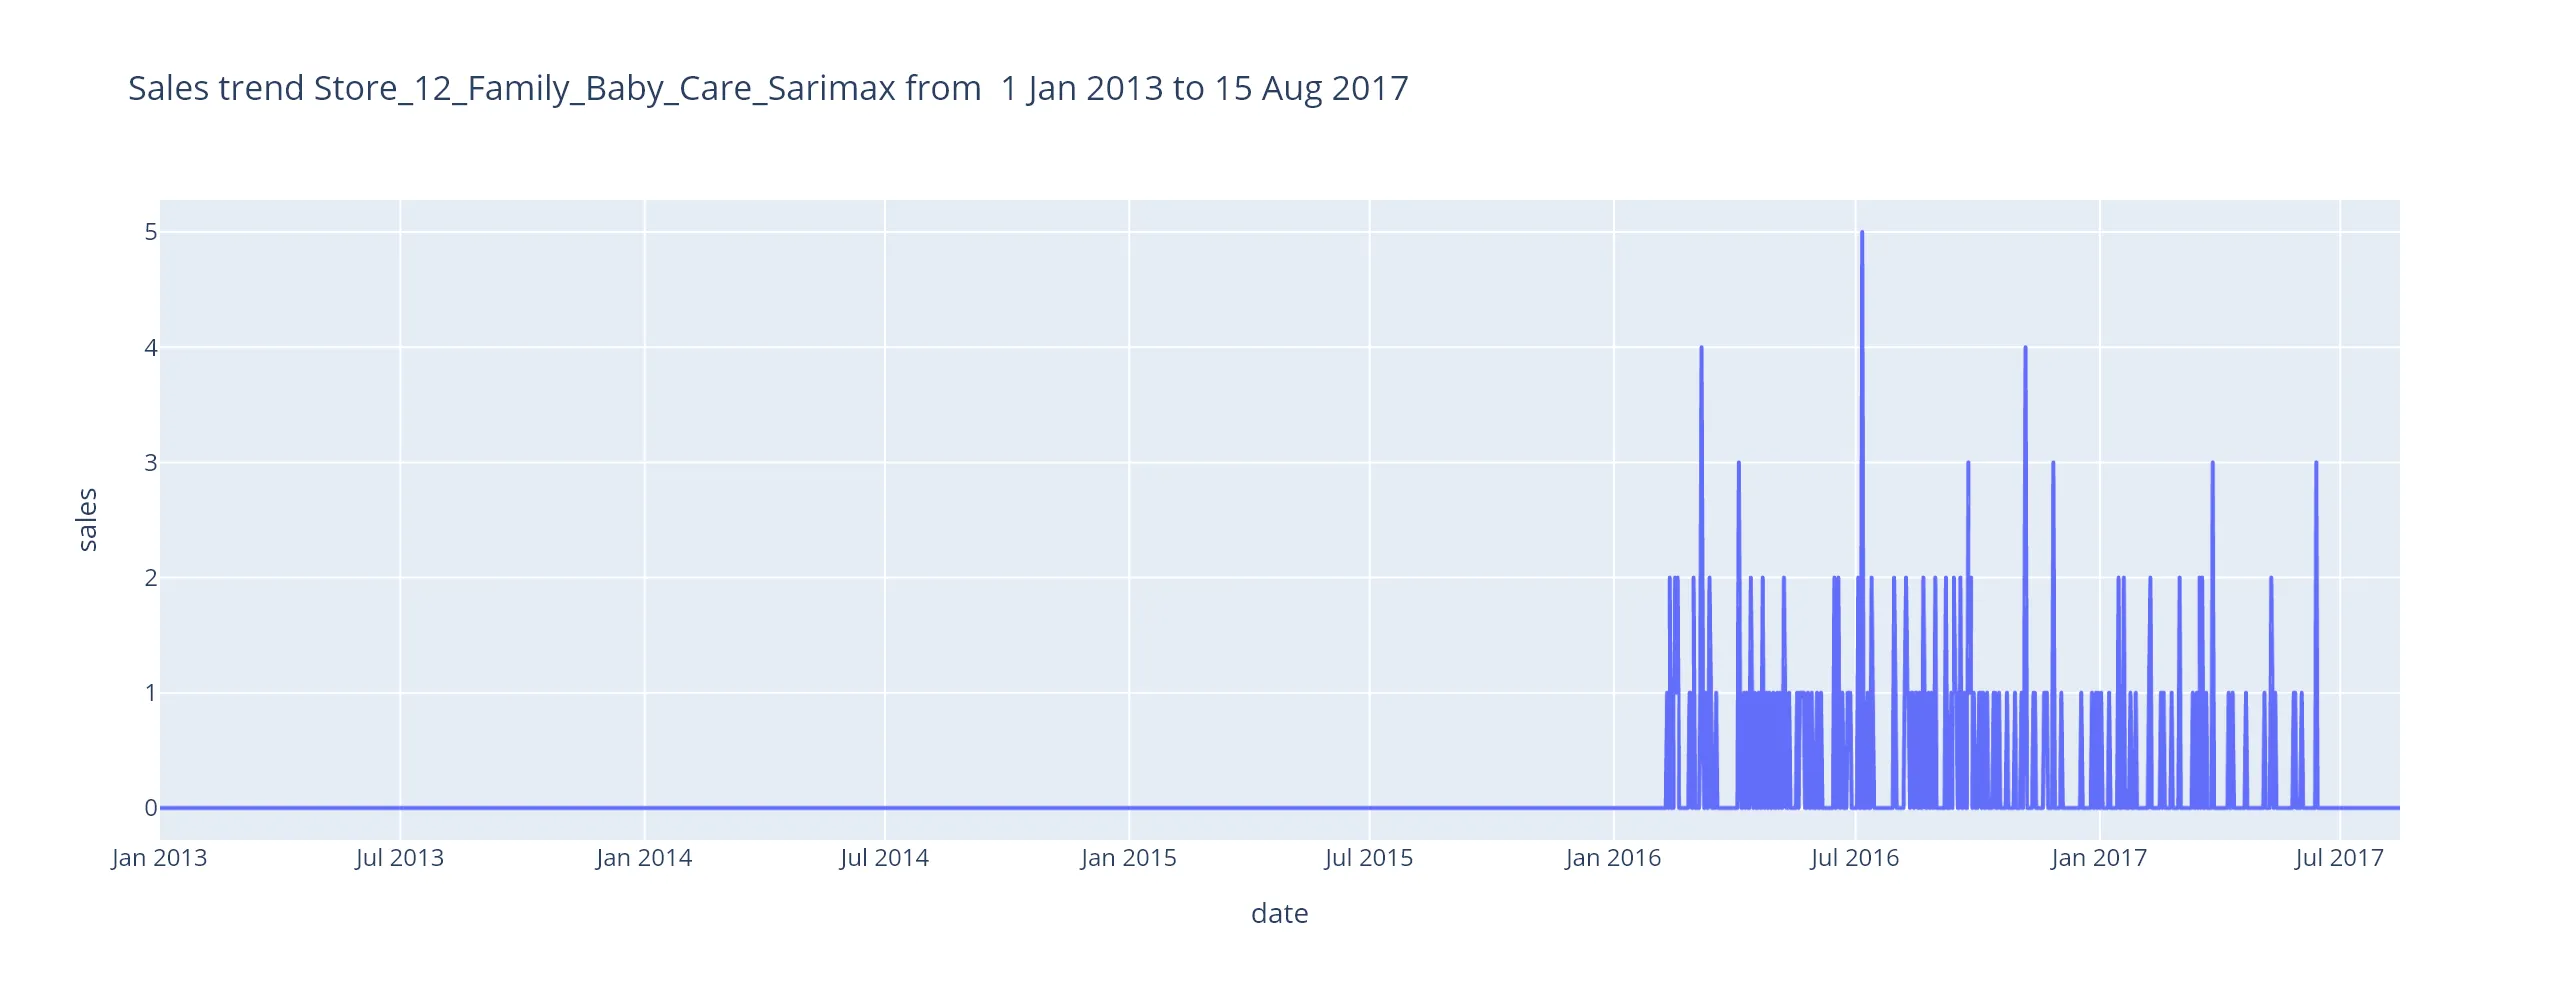 Sales trend Store_12_Family_Baby_Care_Sarimax from  1 Jan 2013 to 15 Aug 2017
5
4
3
2
1
0
sales
Jan 2013 Jul 2013 Jan 2014 Jul 2014 Jan 2015 Jul 2015 Jan 2016 Jul 2016 Jan 2017 Jul 2017
date